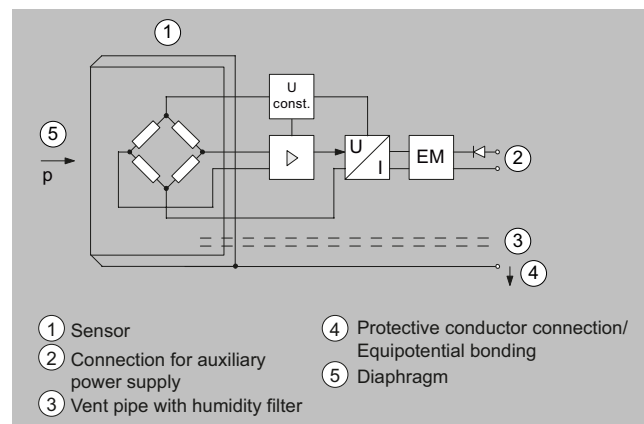 1
U
const.
5
p
U
I
EM
2
3
4
1 Sensor
2 Connection for auxiliary
power supply
3 Vent pipe with humidity filter
4 Protective conductor connection/
Equipotential bonding
5 Diaphragm